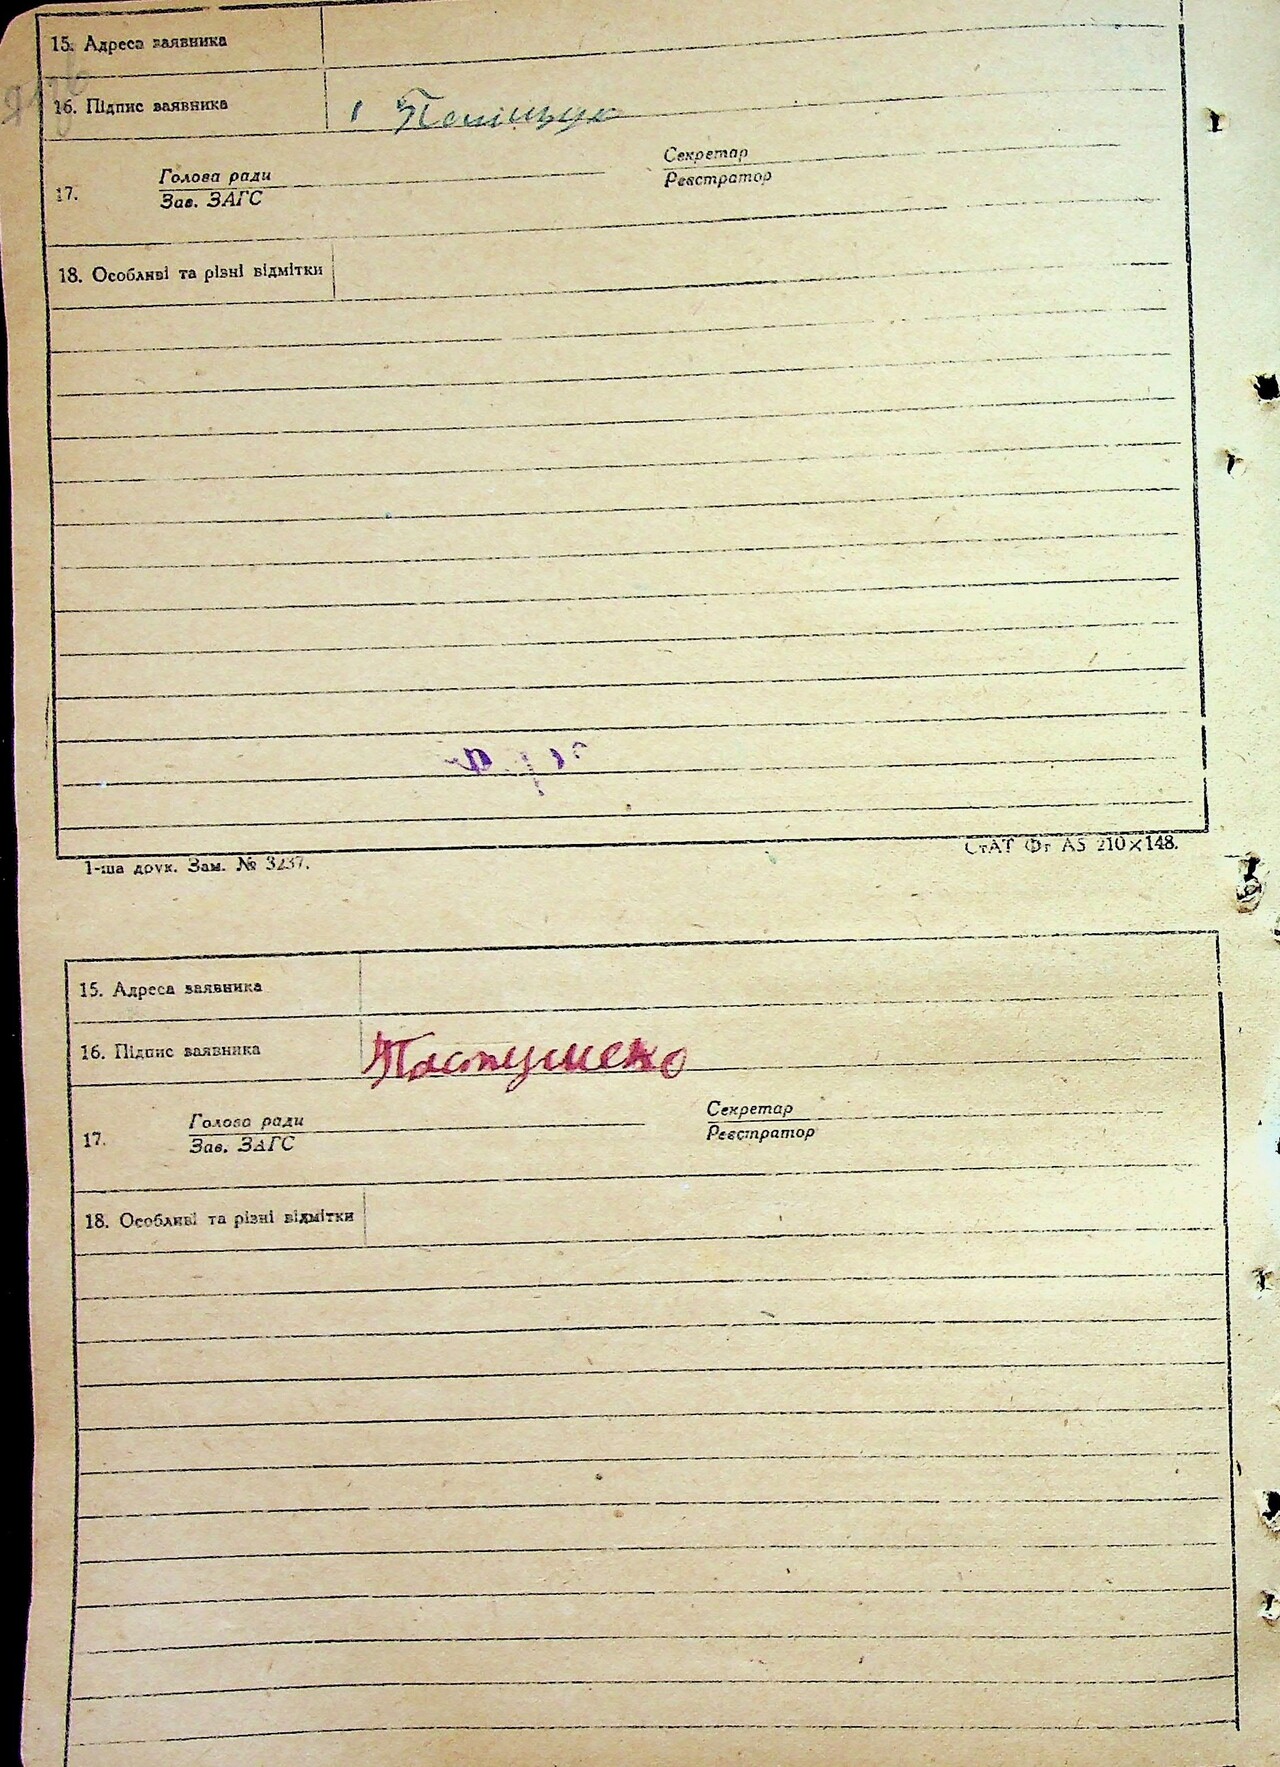 15. Адреса заявника
16. Підпис заявника
17. Голова ради Секретар
Зав. ЗАГС Реєстратор
18. Особливі та різні відмітки
1-ша друк. Зам. № 3237. СтАТ Фг А5 210×148.
15. Адреса заявника
16. Підпис заявника Пастушенко
17. Голова ради Секретар
Зав. ЗАГС Реєстратор
18. Особливі та різні відмітки